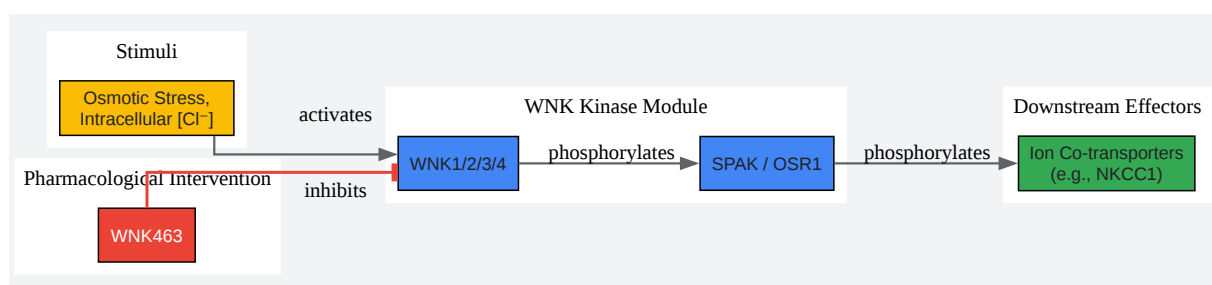 Stimuli
Osmotic Stress,
Intracellular [Cl⁻]
activates
Pharmacological Intervention
inhibits
WNK463
WNK Kinase Module
WNK1/2/3/4
phosphorylates
SPAK / OSR1
phosphorylates
Downstream Effectors
Ion Co-transporters
(e.g., NKCC1)